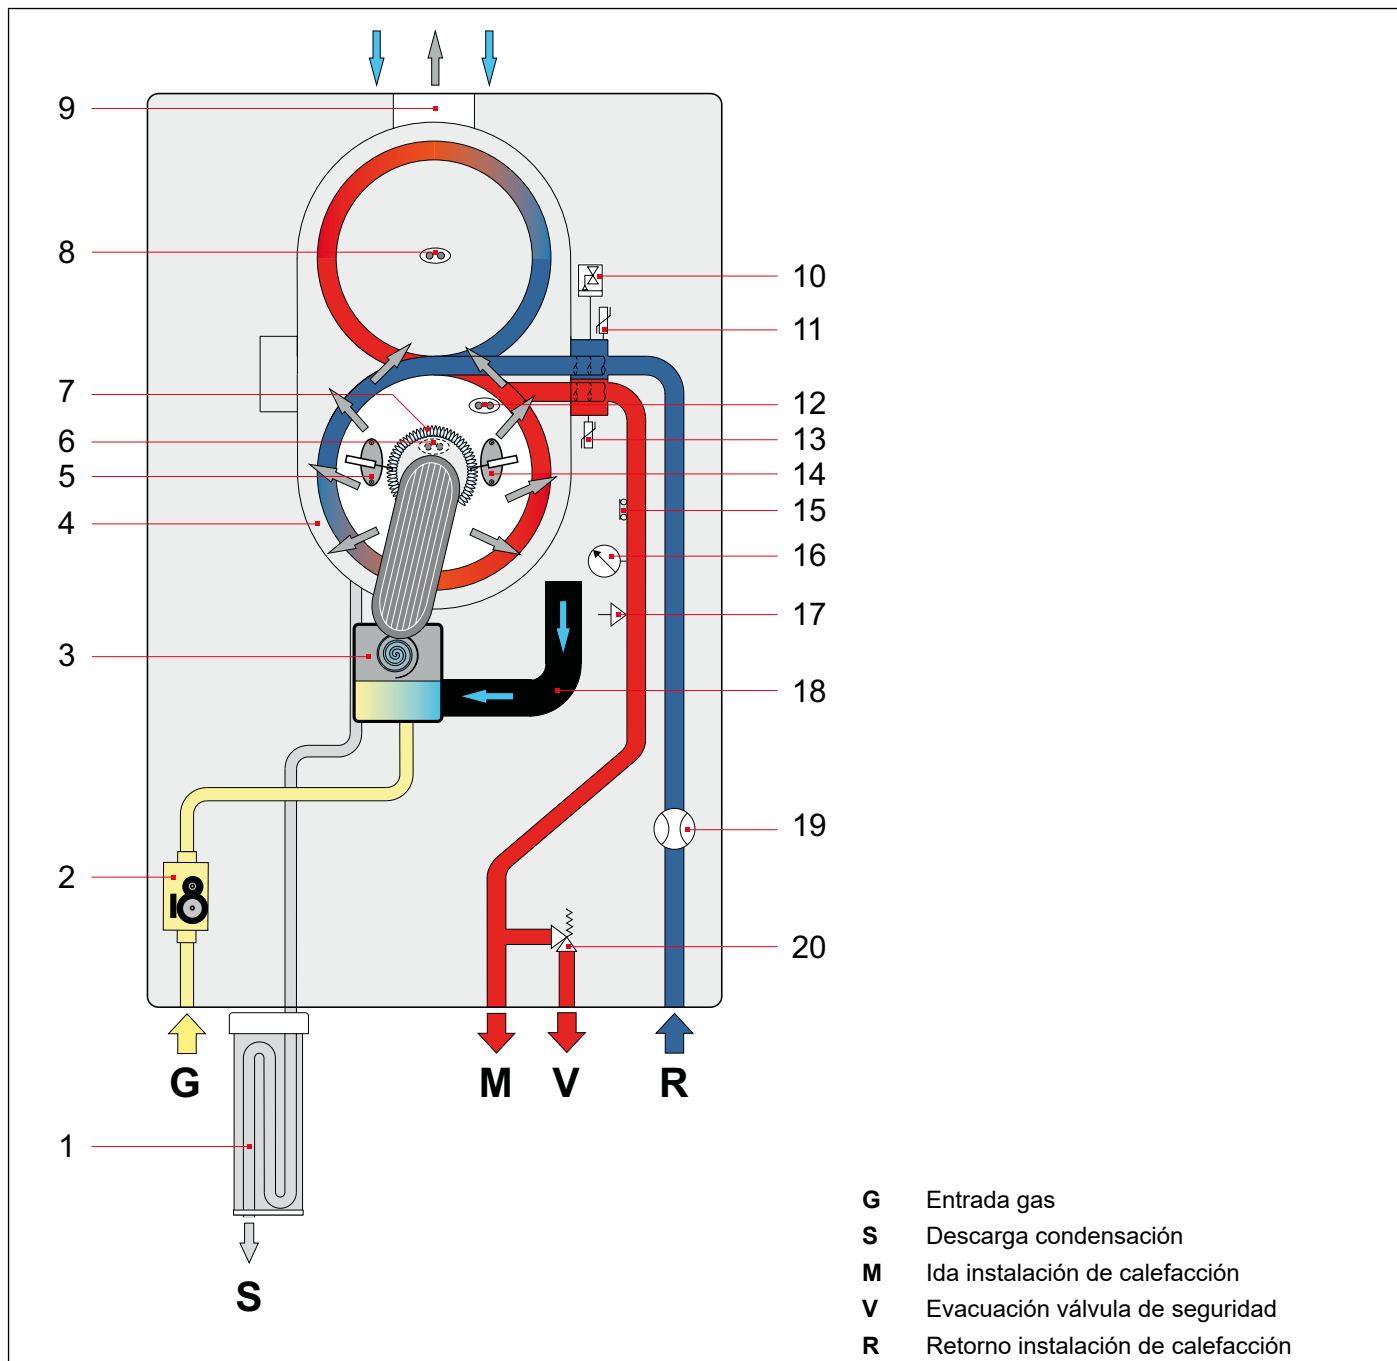 9
8
7
6
5
4
3
2
1
10
11
12
13
14
15
16
17
18
19
20
G
M
V
R
S
G Entrada gas
S Descarga condensación
M Ida instalación de calefacción
V Evacuación válvula de seguridad
R Retorno instalación de calefacción